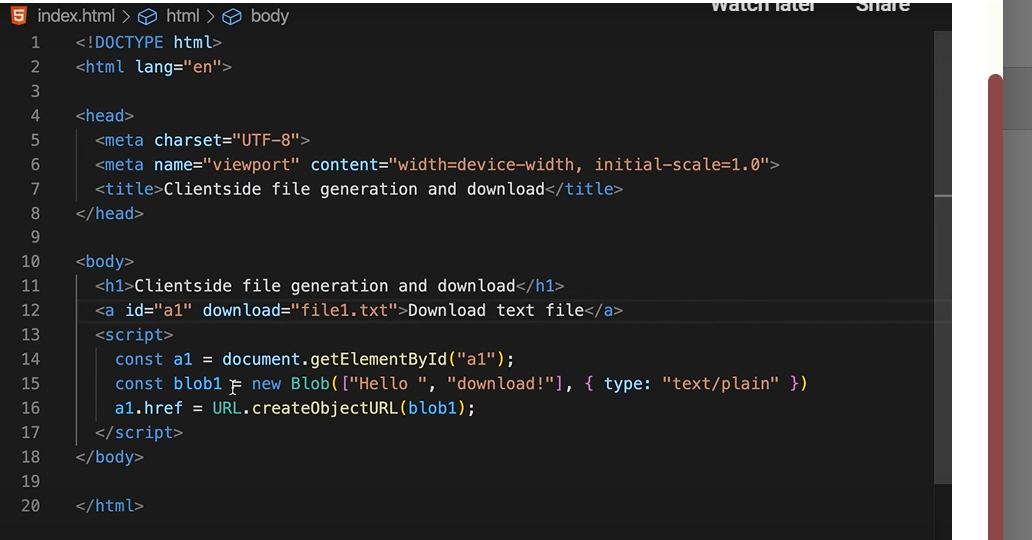 Watch later Share
index.html > html > body
1 <!DOCTYPE html>
2 <html lang="en">
3
4 <head>
5 <meta charset="UTF-8">
6 <meta name="viewport" content="width=device-width, initial-scale=1.0">
7 <title>Clientside file generation and download</title>
8 </head>
9
10 <body>
11 <h1>Clientside file generation and download</h1>
12 <a id="a1" download="file1.txt">Download text file</a>
13 <script>
14 const a1 = document.getElementById("a1");
15 const blob1 = new Blob(["Hello ", "download!"], { type: "text/plain" })
16 a1.href = URL.createObjectURL(blob1);
17 </script>
18 </body>
19
20 </html>